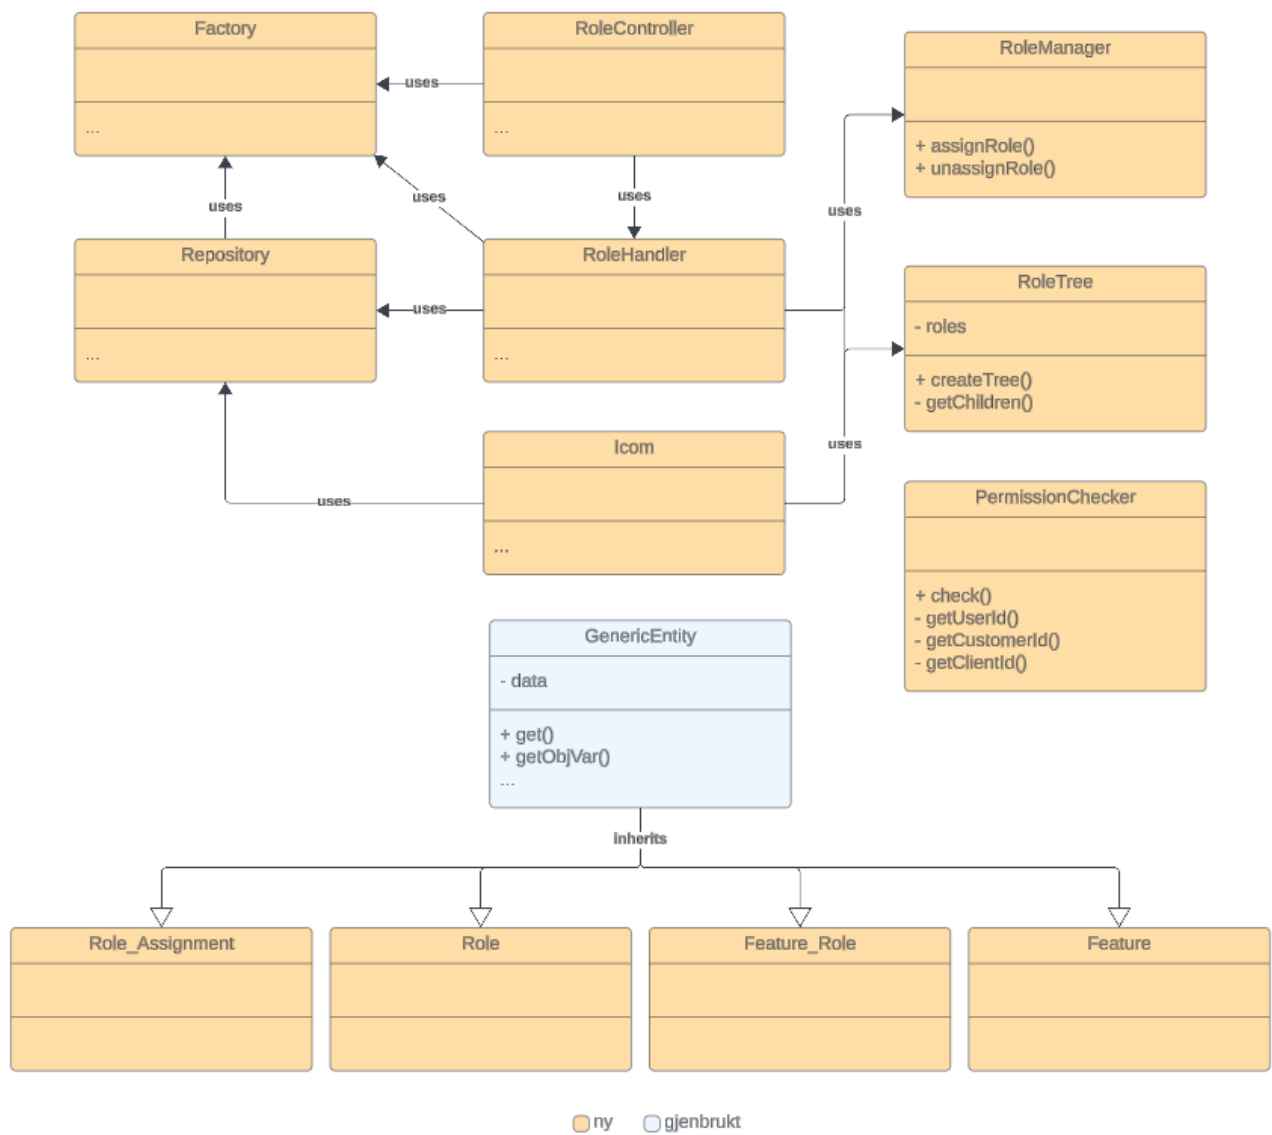 Factory
...
RoleController
...
RoleManager
+ assignRole()
+ unassignRole()
uses
uses
uses
uses
uses
Repository
...
RoleHandler
...
uses
RoleTree
- roles
+ createTree()
- getChildren()
Icom
...
uses
uses
PermissionChecker
+ check()
- getUserId()
- getCustomerId()
- getClientId()
GenericEntity
- data
+ get()
+ getObjVar()
...
inherits
Role_Assignment
Role
Feature_Role
Feature
ny
gjenbrukt